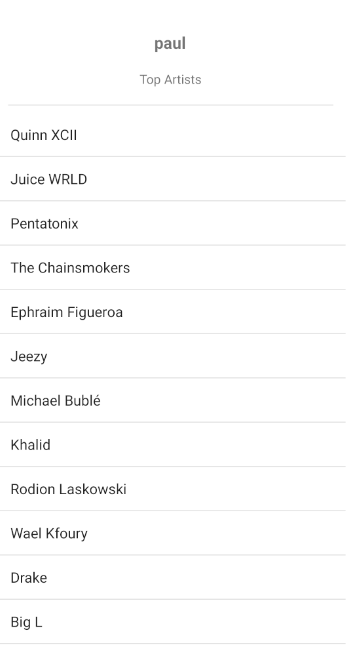 paul
Top Artists
Quinn XCII
Juice WRLD
Pentatonix
The Chainsmokers
Ephraim Figueroa
Jeezy
Michael Bublé
Khalid
Rodion Laskowski
Wael Kfoury
Drake
Big L